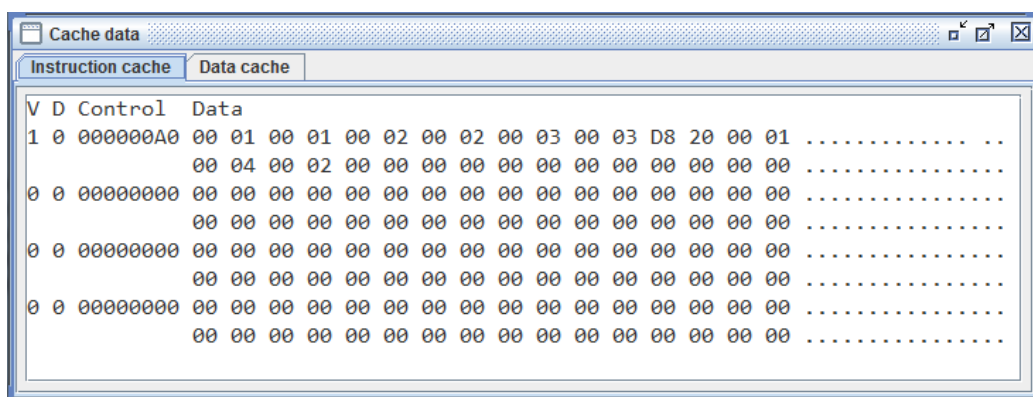 Cache data
Instruction cache Data cache
V D Control Data
1 0 000000A0 00 01 00 01 00 02 00 02 00 03 00 03 D8 20 00 01 ............. ..
00 04 00 02 00 00 00 00 00 00 00 00 00 00 00 00 ................
0 0 00000000 00 00 00 00 00 00 00 00 00 00 00 00 00 00 00 00 ................
00 00 00 00 00 00 00 00 00 00 00 00 00 00 00 00 ................
0 0 00000000 00 00 00 00 00 00 00 00 00 00 00 00 00 00 00 00 ................
00 00 00 00 00 00 00 00 00 00 00 00 00 00 00 00 ................
0 0 00000000 00 00 00 00 00 00 00 00 00 00 00 00 00 00 00 00 ................
00 00 00 00 00 00 00 00 00 00 00 00 00 00 00 00 ................